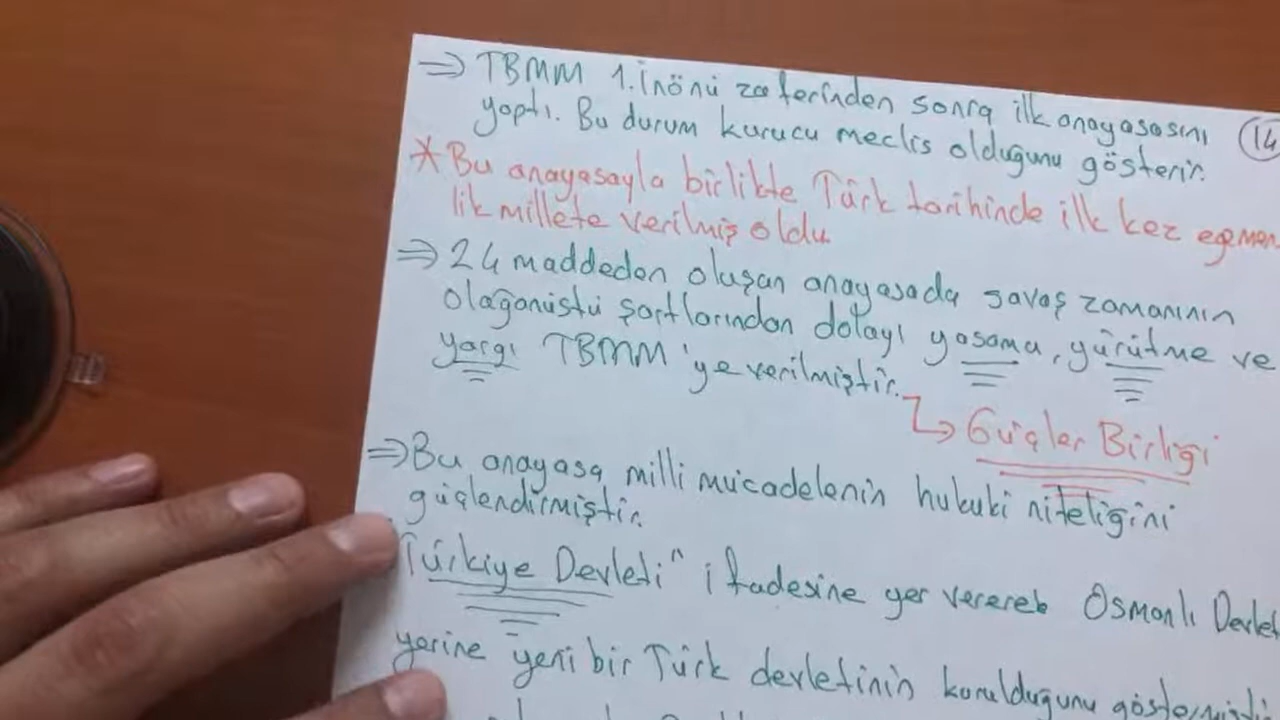 ⇒ TBMM 1. İnönü zaferinden sonra ilk anayasasını
yaptı. Bu durum kurucu meclis olduğunu gösterir.
14
* Bu anayasayla birlikte Türk tarihinde ilk kez egemen
lik millete verilmiş oldu
⇒ 24 maddeden oluşan anayasada savaş zamanının
olağanüstü şartlarından dolayı yasama, yürütme ve
yargı TBMM'ye verilmiştir.
↳ Güçler Birliği
⇒ Bu anayasa milli mücadelenin hukuki niteliğini
güçlendirmiştir.
Türkiye Devleti" ifadesine yer vererek Osmanlı Devlet
yerine yeni bir Türk devletinin kurulduğunu göstermiştir